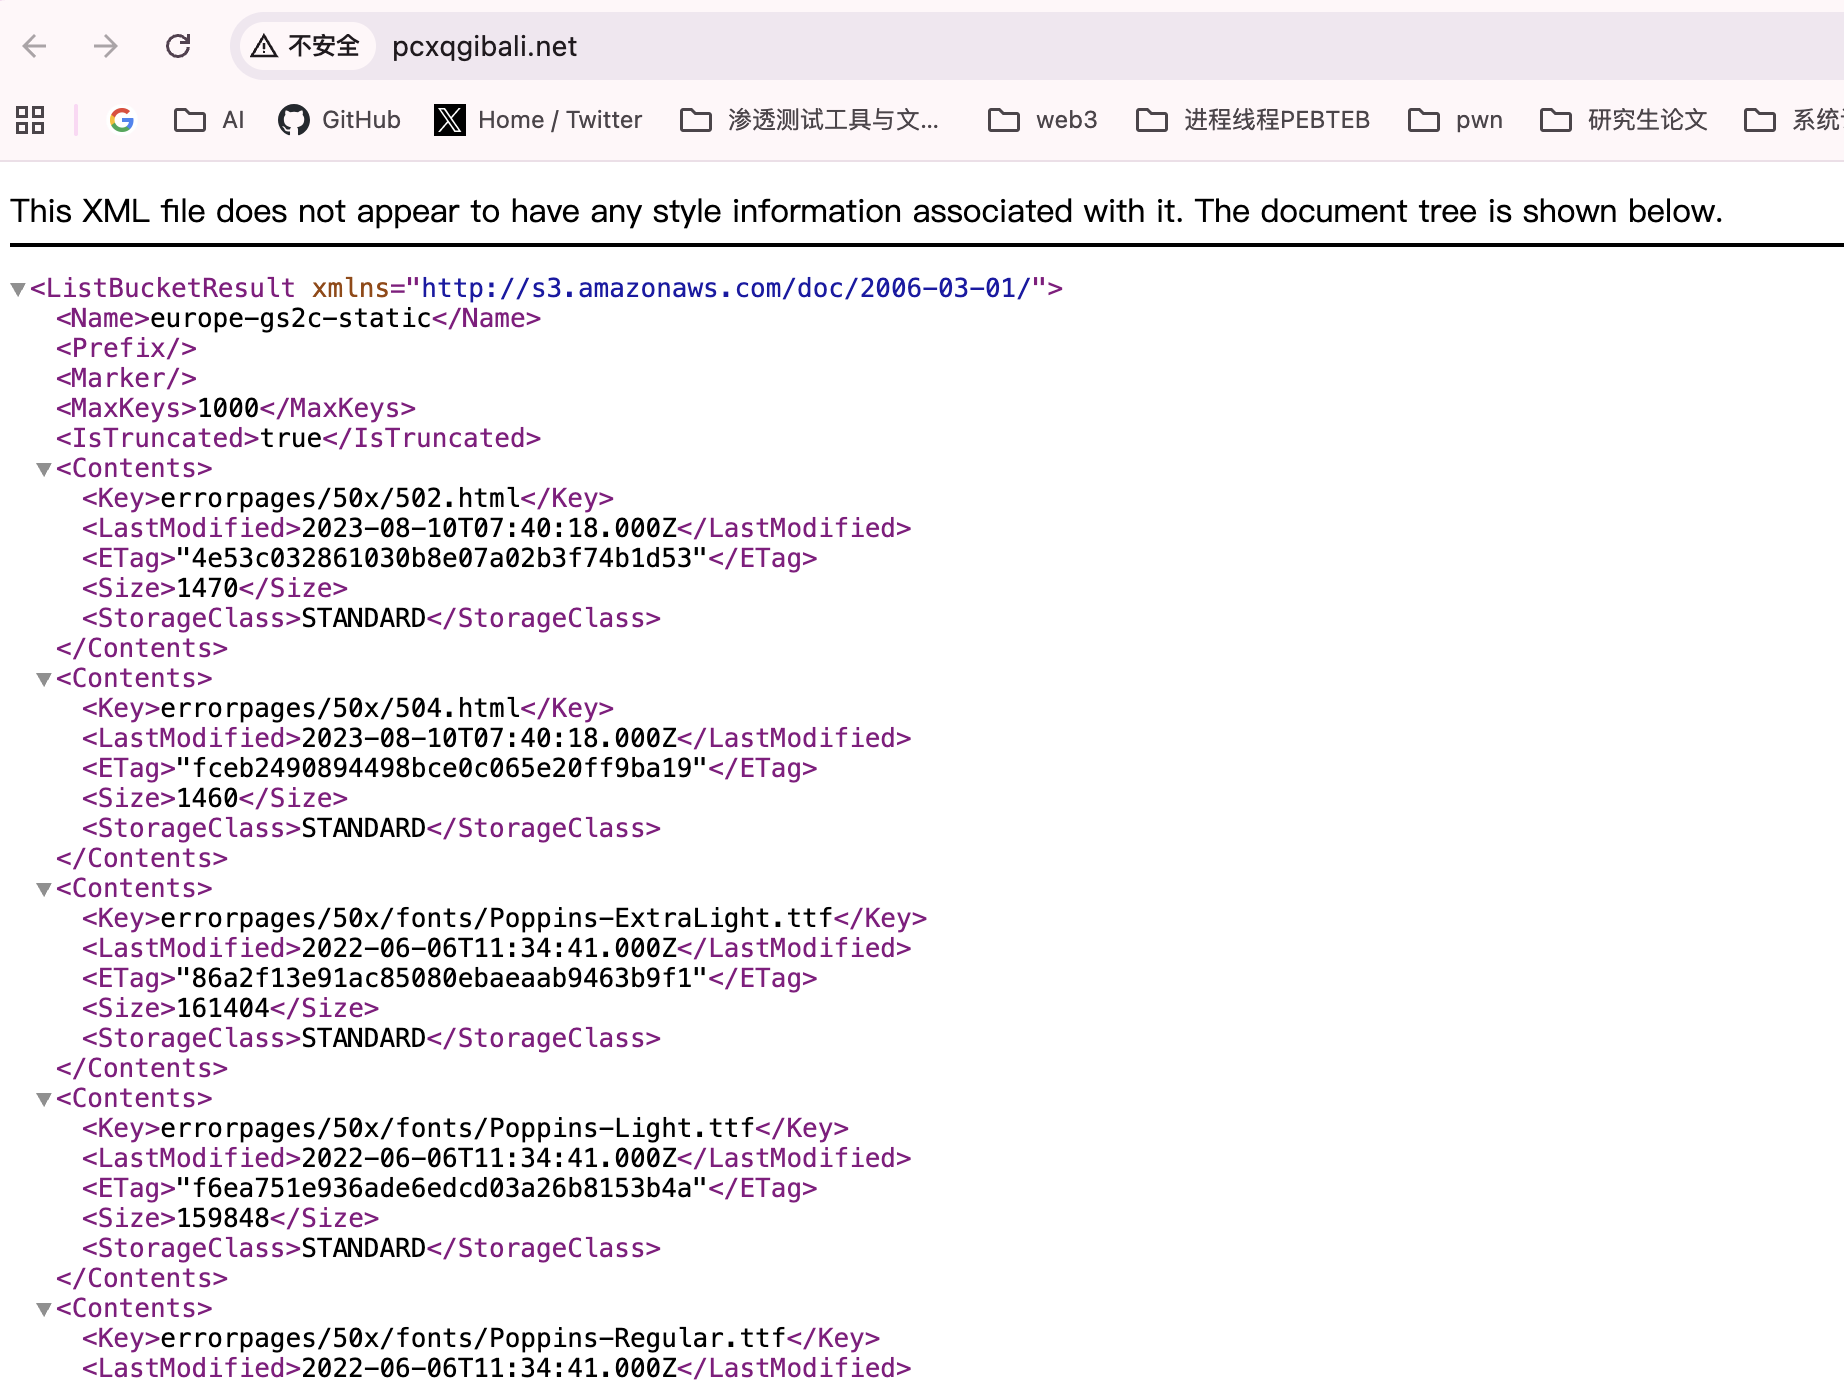 不安全 pcxqgibali.net
AI GitHub Home / Twitter 渗透测试工具与文... web3 进程线程PEBTEB pwn 研究生论文 系统
This XML file does not appear to have any style information associated with it. The document tree is shown below.
▼<ListBucketResult xmlns="http://s3.amazonaws.com/doc/2006-03-01/">
<Name>europe-gs2c-static</Name>
<Prefix/>
<Marker/>
<MaxKeys>1000</MaxKeys>
<IsTruncated>true</IsTruncated>
▼<Contents>
<Key>errorpages/50x/502.html</Key>
<LastModified>2023-08-10T07:40:18.000Z</LastModified>
<ETag>"4e53c032861030b8e07a02b3f74b1d53"</ETag>
<Size>1470</Size>
<StorageClass>STANDARD</StorageClass>
</Contents>
▼<Contents>
<Key>errorpages/50x/504.html</Key>
<LastModified>2023-08-10T07:40:18.000Z</LastModified>
<ETag>"fceb2490894498bce0c065e20ff9ba19"</ETag>
<Size>1460</Size>
<StorageClass>STANDARD</StorageClass>
</Contents>
▼<Contents>
<Key>errorpages/50x/fonts/Poppins-ExtraLight.ttf</Key>
<LastModified>2022-06-06T11:34:41.000Z</LastModified>
<ETag>"86a2f13e91ac85080ebaeaab9463b9f1"</ETag>
<Size>161404</Size>
<StorageClass>STANDARD</StorageClass>
</Contents>
▼<Contents>
<Key>errorpages/50x/fonts/Poppins-Light.ttf</Key>
<LastModified>2022-06-06T11:34:41.000Z</LastModified>
<ETag>"f6ea751e936ade6edcd03a26b8153b4a"</ETag>
<Size>159848</Size>
<StorageClass>STANDARD</StorageClass>
</Contents>
▼<Contents>
<Key>errorpages/50x/fonts/Poppins-Regular.ttf</Key>
<LastModified>2022-06-06T11:34:41.000Z</LastModified>